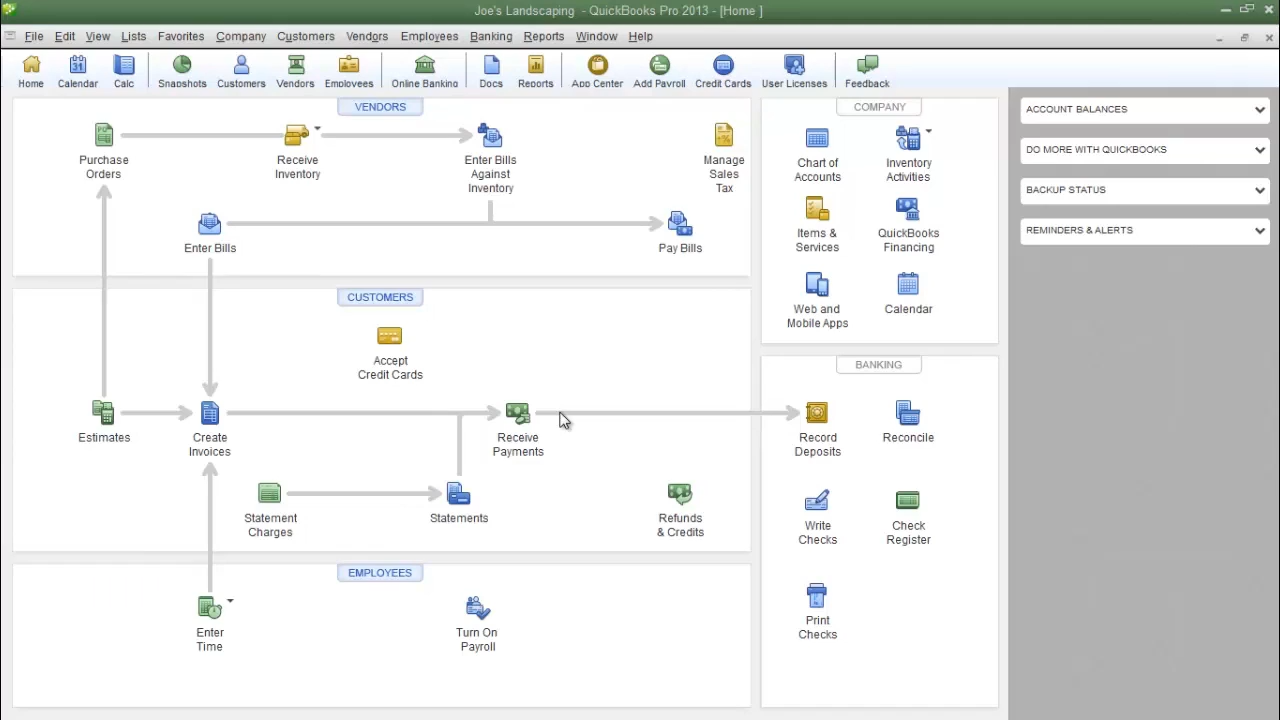 Joe's Landscaping - QuickBooks Pro 2013 - [Home ]
File Edit View Lists Favorites Company Customers Vendors Employees Banking Reports Window Help
Home Calendar Calc Snapshots Customers Vendors Employees Online Banking Docs Reports App Center Add Payroll Credit Cards User Licenses Feedback
VENDORS
Purchase
Orders
Receive
Inventory
Enter Bills
Against
Inventory
Manage
Sales
Tax
Enter Bills
Pay Bills
CUSTOMERS
Accept
Credit Cards
Estimates
Create
Invoices
Receive
Payments
Statement
Charges
Statements
Refunds
& Credits
EMPLOYEES
Enter
Time
Turn On
Payroll
COMPANY
Chart of
Accounts
Inventory
Activities
Items &
Services
QuickBooks
Financing
Web and
Mobile Apps
Calendar
BANKING
Record
Deposits
Reconcile
Write
Checks
Check
Register
Print
Checks
ACCOUNT BALANCES
DO MORE WITH QUICKBOOKS
BACKUP STATUS
REMINDERS & ALERTS